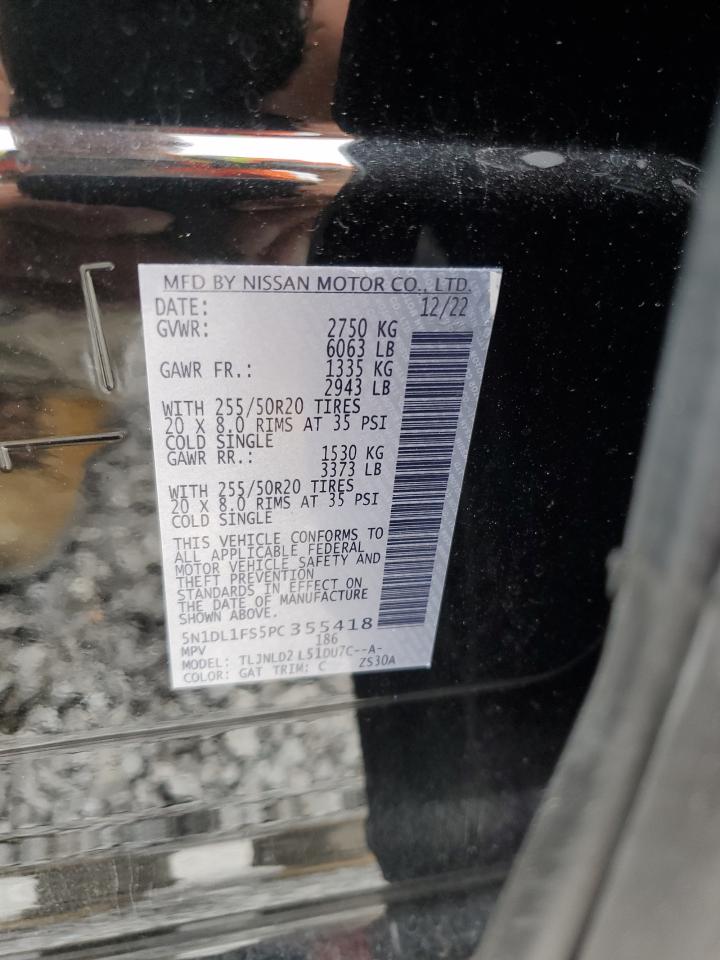 MFD BY NISSAN MOTOR CO., LTD.
DATE: 12/22
GVWR: 2750 KG
6063 LB
GAWR FR.: 1335 KG
2943 LB
WITH 255/50R20 TIRES
20 X 8.0 RIMS AT 35 PSI
COLD SINGLE
GAWR RR.: 1530 KG
3373 LB
WITH 255/50R20 TIRES
20 X 8.0 RIMS AT 35 PSI
COLD SINGLE
THIS VEHICLE CONFORMS TO
ALL APPLICABLE FEDERAL
MOTOR VEHICLE SAFETY AND
THEFT PREVENTION
STANDARDS IN EFFECT ON
THE DATE OF MANUFACTURE
SHOWN ABOVE.
5N1DL1FS5PC355418
MPV 186
MODEL: TLJNLD2 L51DU7C--A-
COLOR: GAT TRIM: C ZS30A